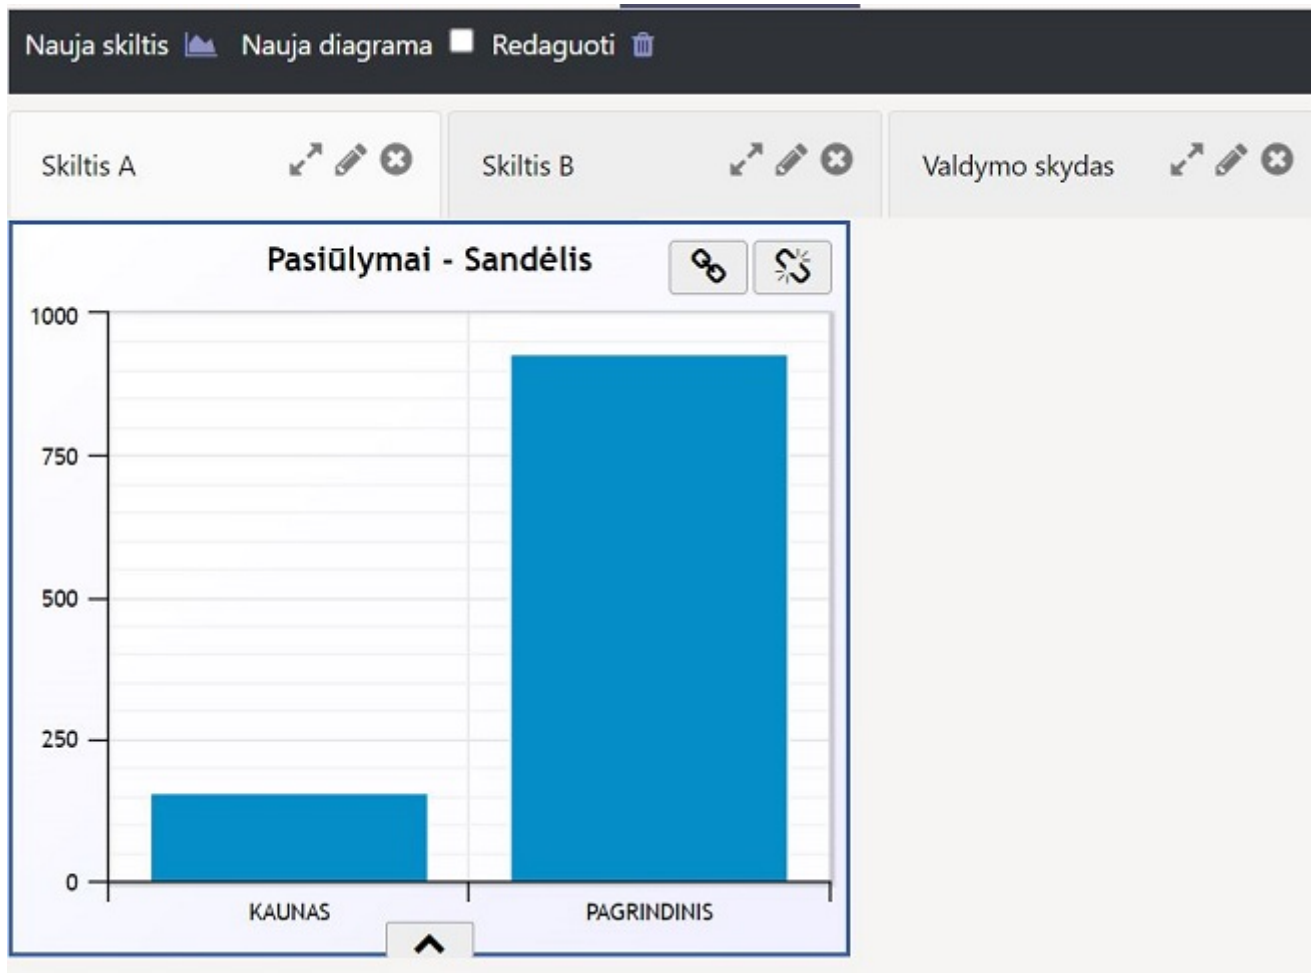 Nauja skiltis Nauja diagrama Redaguoti
Skiltis A Skiltis B Valdymo skydas
Pasiūlymai - Sandėlis
1000
750
500
250
0
KAUNAS PAGRINDINIS